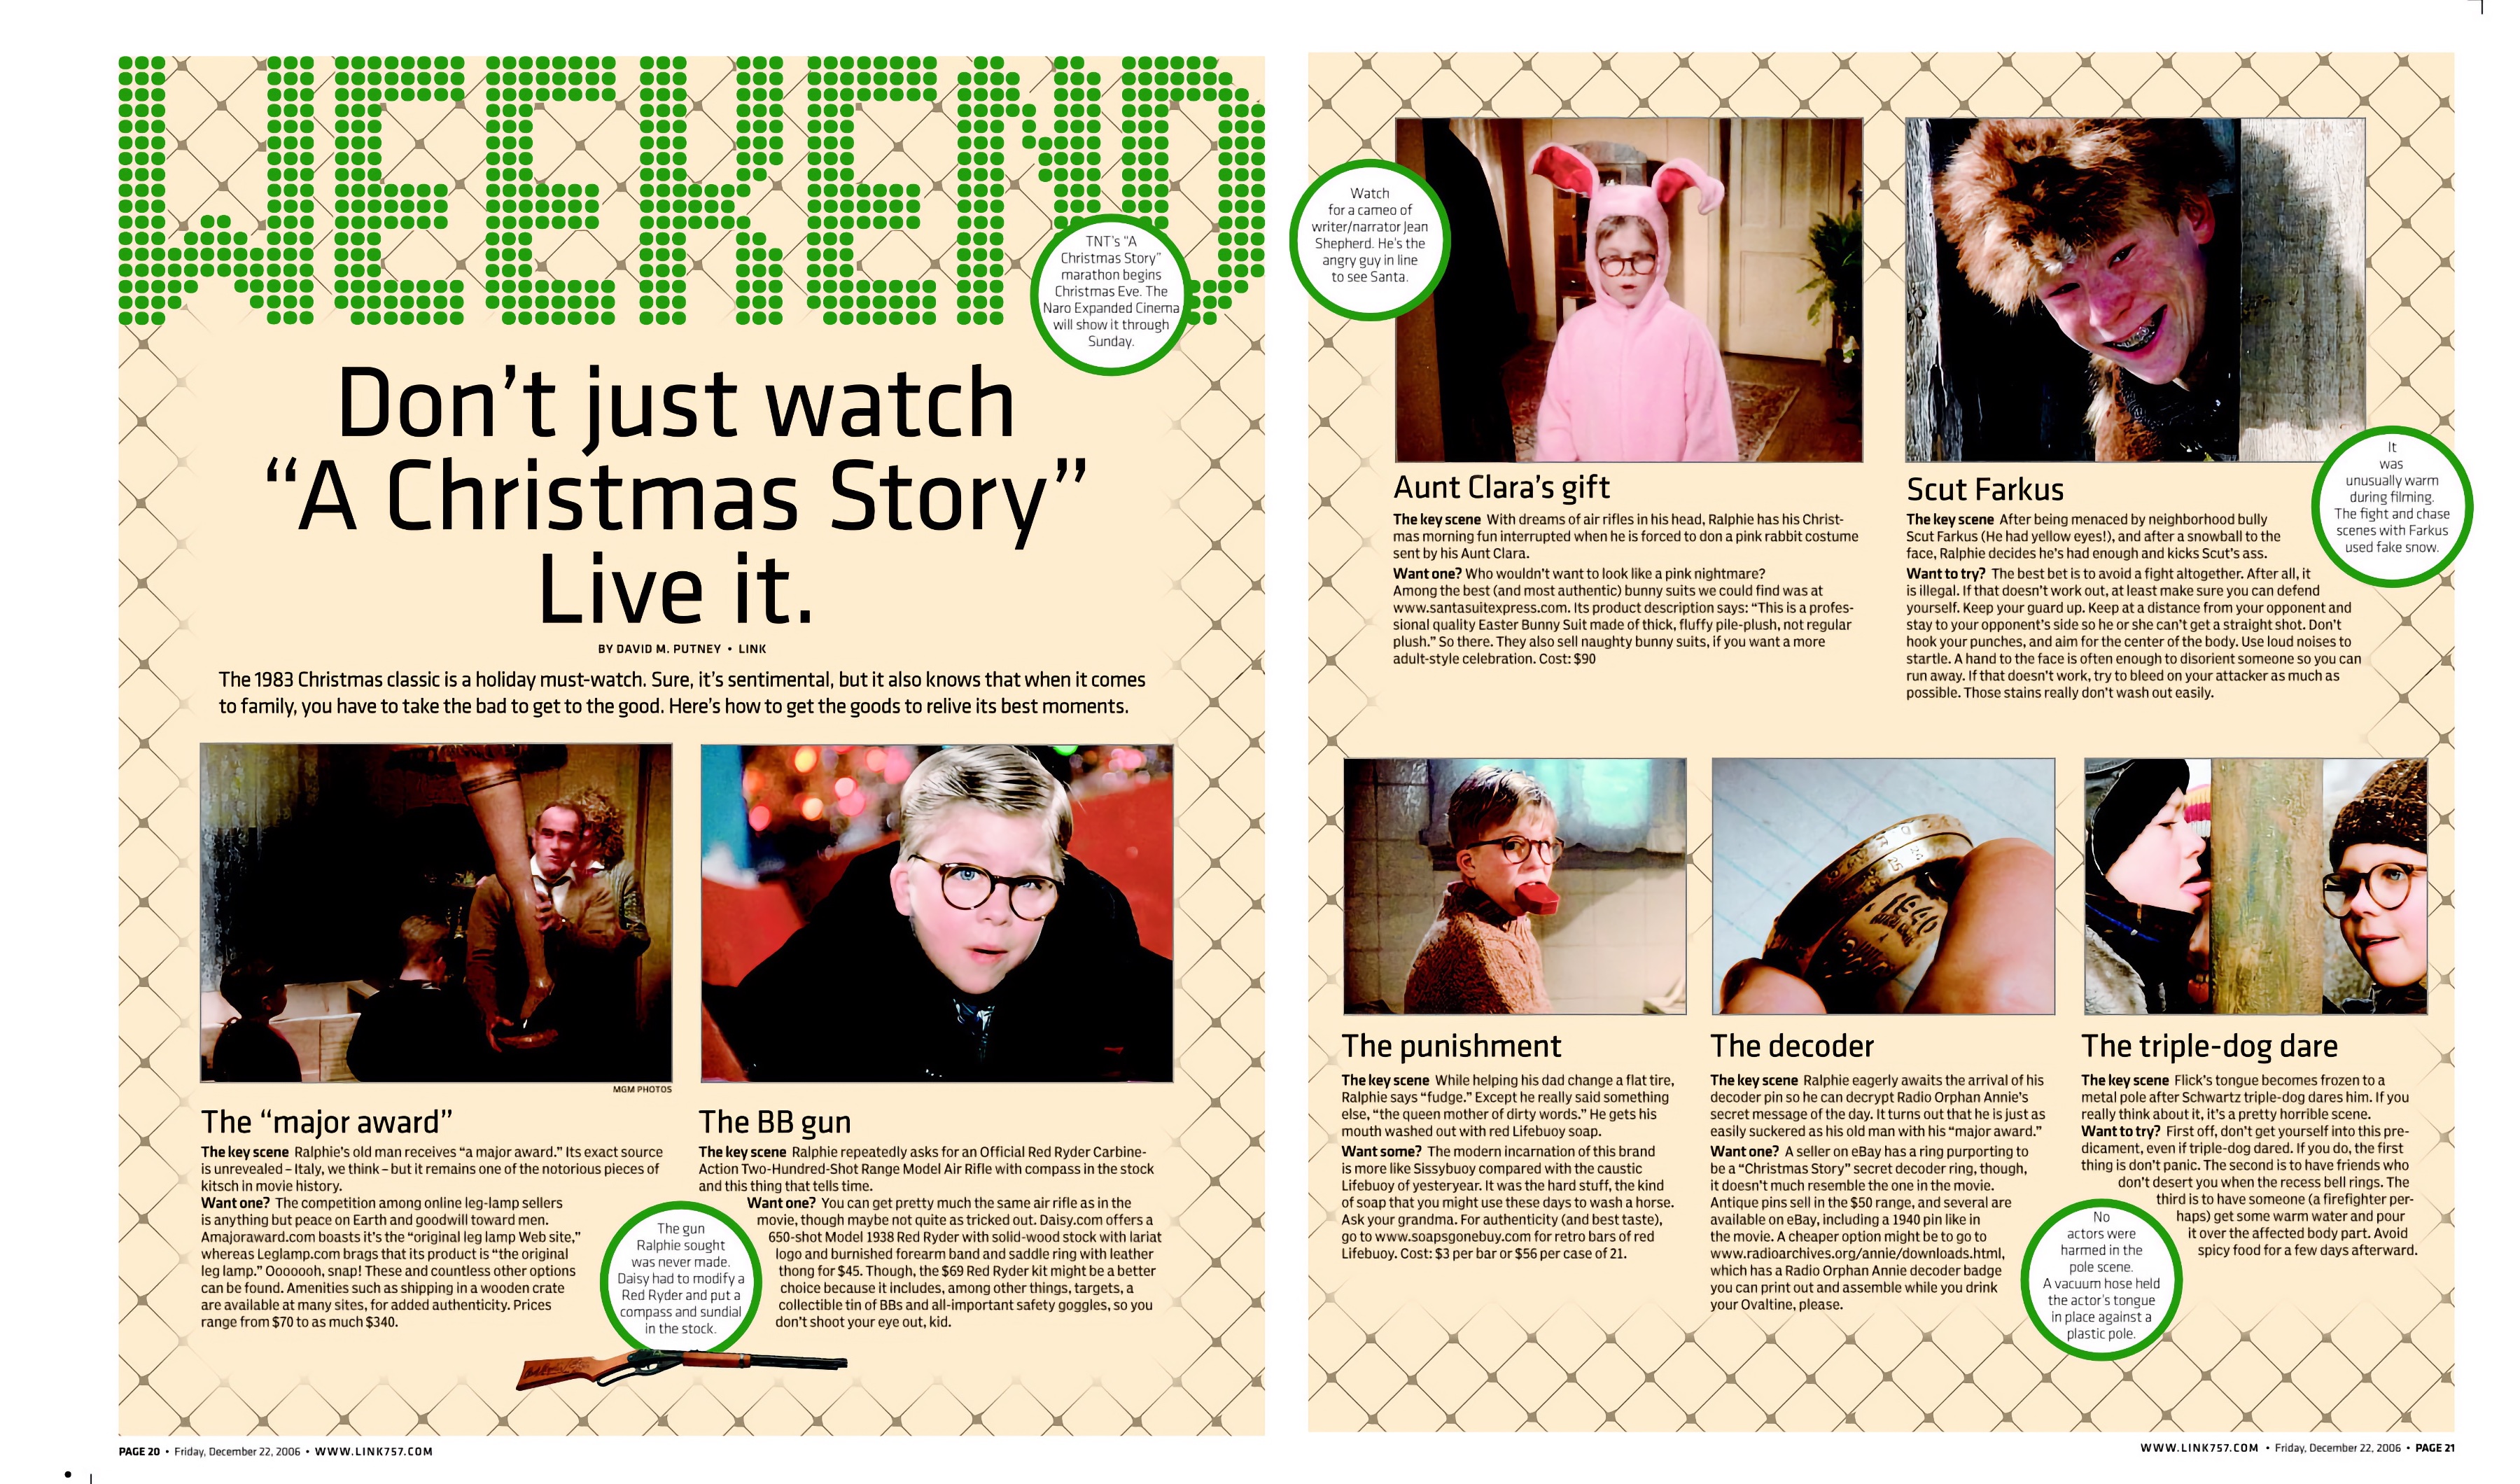 WEEKEND
TNT's "A
Christmas Story"
marathon begins
Christmas Eve. The
Naro Expanded Cinema
will show it through
Sunday.
Don't just watch
"A Christmas Story"
Live it.
BY DAVID M. PUTNEY • LINK
The 1983 Christmas classic is a holiday must-watch. Sure, it's sentimental, but it also knows that when it comes
to family, you have to take the bad to get to the good. Here's how to get the goods to relive its best moments.
MGM PHOTOS
The "major award"
The key scene Ralphie's old man receives "a major award." Its exact source
is unrevealed – Italy, we think – but it remains one of the notorious pieces of
kitsch in movie history.
Want one? The competition among online leg-lamp sellers
is anything but peace on Earth and goodwill toward men.
Amajoraward.com boasts it's the "original leg lamp Web site,"
whereas Leglamp.com brags that its product is "the original
leg lamp." Ooooooh, snap! These and countless other options
can be found. Amenities such as shipping in a wooden crate
are available at many sites, for added authenticity. Prices
range from $70 to as much $340.
The gun
Ralphie sought
was never made.
Daisy had to modify a
Red Ryder and put a
compass and sundial
in the stock.
The BB gun
The key scene Ralphie repeatedly asks for an Official Red Ryder Carbine-
Action Two-Hundred-Shot Range Model Air Rifle with compass in the stock
and this thing that tells time.
Want one? You can get pretty much the same air rifle as in the
movie, though maybe not quite as tricked out. Daisy.com offers a
650-shot Model 1938 Red Ryder with solid-wood stock with lariat
logo and burnished forearm band and saddle ring with leather
thong for $45. Though, the $69 Red Ryder kit might be a better
choice because it includes, among other things, targets, a
collectible tin of BBs and all-important safety goggles, so you
don't shoot your eye out, kid.
PAGE 20 • Friday, December 22, 2006 • WWW.LINK757.COM
Watch
for a cameo of
writer/narrator Jean
Shepherd. He's the
angry guy in line
to see Santa.
Aunt Clara's gift
The key scene With dreams of air rifles in his head, Ralphie has his Christ-
mas morning fun interrupted when he is forced to don a pink rabbit costume
sent by his Aunt Clara.
Want one? Who wouldn't want to look like a pink nightmare?
Among the best (and most authentic) bunny suits we could find was at
www.santasuitexpress.com. Its product description says: "This is a profes-
sional quality Easter Bunny Suit made of thick, fluffy pile-plush, not regular
plush." So there. They also sell naughty bunny suits, if you want a more
adult-style celebration. Cost: $90
Scut Farkus
The key scene After being menaced by neighborhood bully
Scut Farkus (He had yellow eyes!), and after a snowball to the
face, Ralphie decides he's had enough and kicks Scut's ass.
Want to try? The best bet is to avoid a fight altogether. After all, it
is illegal. If that doesn't work out, at least make sure you can defend
yourself. Keep your guard up. Keep at a distance from your opponent and
stay to your opponent's side so he or she can't get a straight shot. Don't
hook your punches, and aim for the center of the body. Use loud noises to
startle. A hand to the face is often enough to disorient someone so you can
run away. If that doesn't work, try to bleed on your attacker as much as
possible. Those stains really don't wash out easily.
It
was
unusually warm
during filming.
The fight and chase
scenes with Farkus
used fake snow.
The punishment
The key scene While helping his dad change a flat tire,
Ralphie says "fudge." Except he really said something
else, "the queen mother of dirty words." He gets his
mouth washed out with red Lifebuoy soap.
Want some? The modern incarnation of this brand
is more like Sissybuoy compared with the caustic
Lifebuoy of yesteryear. It was the hard stuff, the kind
of soap that you might use these days to wash a horse.
Ask your grandma. For authenticity (and best taste),
go to www.soapsgonebuy.com for retro bars of red
Lifebuoy. Cost: $3 per bar or $56 per case of 21.
1940
The decoder
The key scene Ralphie eagerly awaits the arrival of his
decoder pin so he can decrypt Radio Orphan Annie's
secret message of the day. It turns out that he is just as
easily suckered as his old man with his "major award."
Want one? A seller on eBay has a ring purporting to
be a "Christmas Story" secret decoder ring, though,
it doesn't much resemble the one in the movie.
Antique pins sell in the $50 range, and several are
available on eBay, including a 1940 pin like in
the movie. A cheaper option might be to go to
www.radioarchives.org/annie/downloads.html,
which has a Radio Orphan Annie decoder badge
you can print out and assemble while you drink
your Ovaltine, please.
The triple-dog dare
The key scene Flick's tongue becomes frozen to a
metal pole after Schwartz triple-dog dares him. If you
really think about it, it's a pretty horrible scene.
Want to try? First off, don't get yourself into this pre-
dicament, even if triple-dog dared. If you do, the first
thing is don't panic. The second is to have friends who
don't desert you when the recess bell rings. The
third is to have someone (a firefighter per-
haps) get some warm water and pour
it over the affected body part. Avoid
spicy food for a few days afterward.
No
actors were
harmed in the
pole scene.
A vacuum hose held
the actor's tongue
in place against a
plastic pole.
WWW.LINK757.COM • Friday, December 22, 2006 • PAGE 21